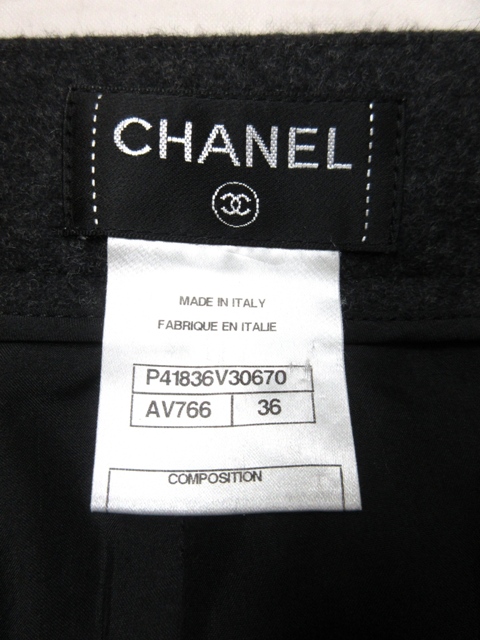 CHANEL
MADE IN ITALY
FABRIQUE EN ITALIE
P41836V30670
AV766 36
COMPOSITION